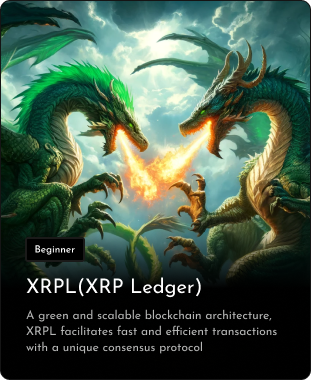 Beginner
XRPL(XRP Ledger)
A green and scalable blockchain architecture,
XRPL facilitates fast and efficient transactions
with a unique consensus protocol